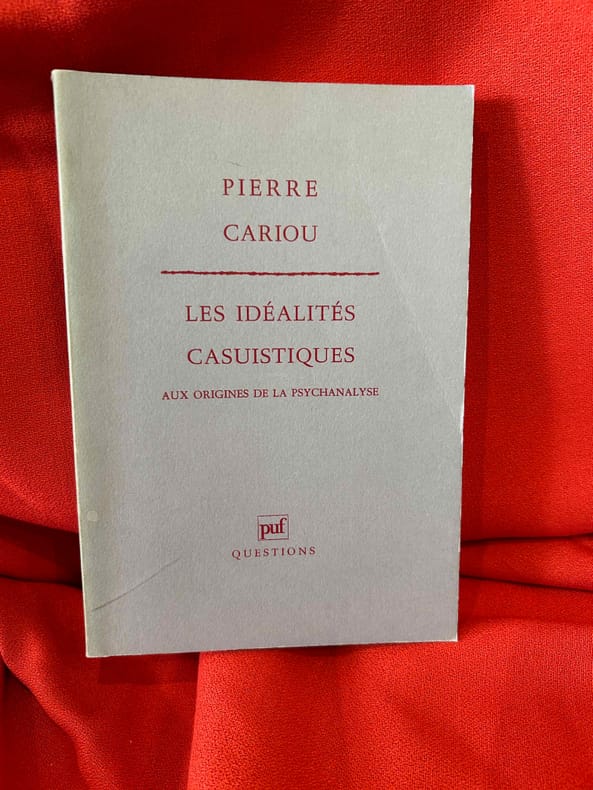 PIERRE
CARIOU
LES IDÉALITÉS
CASUISTIQUES
AUX ORIGINES DE LA PSYCHANALYSE
puf
QUESTIONS